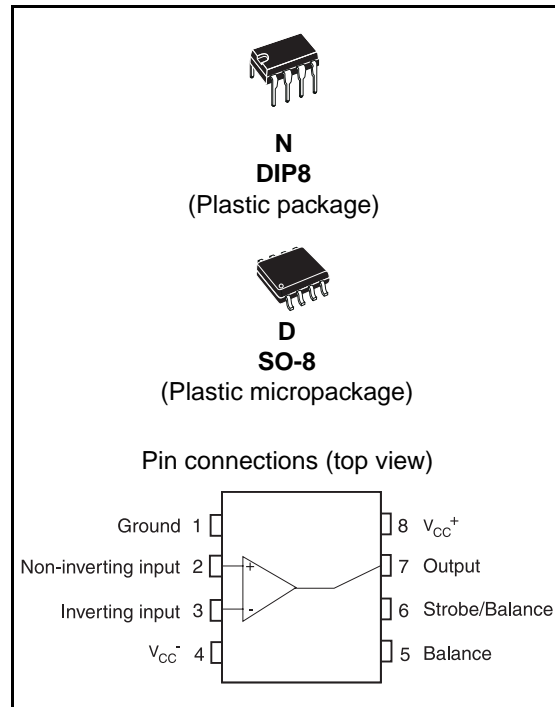 N
DIP8
(Plastic package)
D
SO-8
(Plastic micropackage)
Pin connections (top view)
Ground 1
8 VCC+
Non-inverting input 2
+
7 Output
Inverting input 3
-
6 Strobe/Balance
VCC- 4
5 Balance